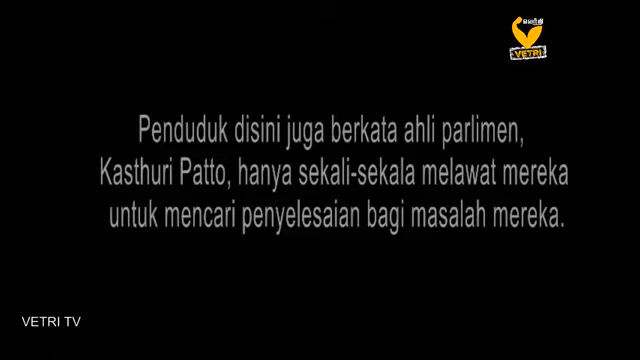 வெற்றி
VETRI
Penduduk disini juga berkata ahli parlimen,
Kasthuri Patto, hanya sekali-sekala melawat mereka
untuk mencari penyelesaian bagi masalah mereka.
VETRI TV